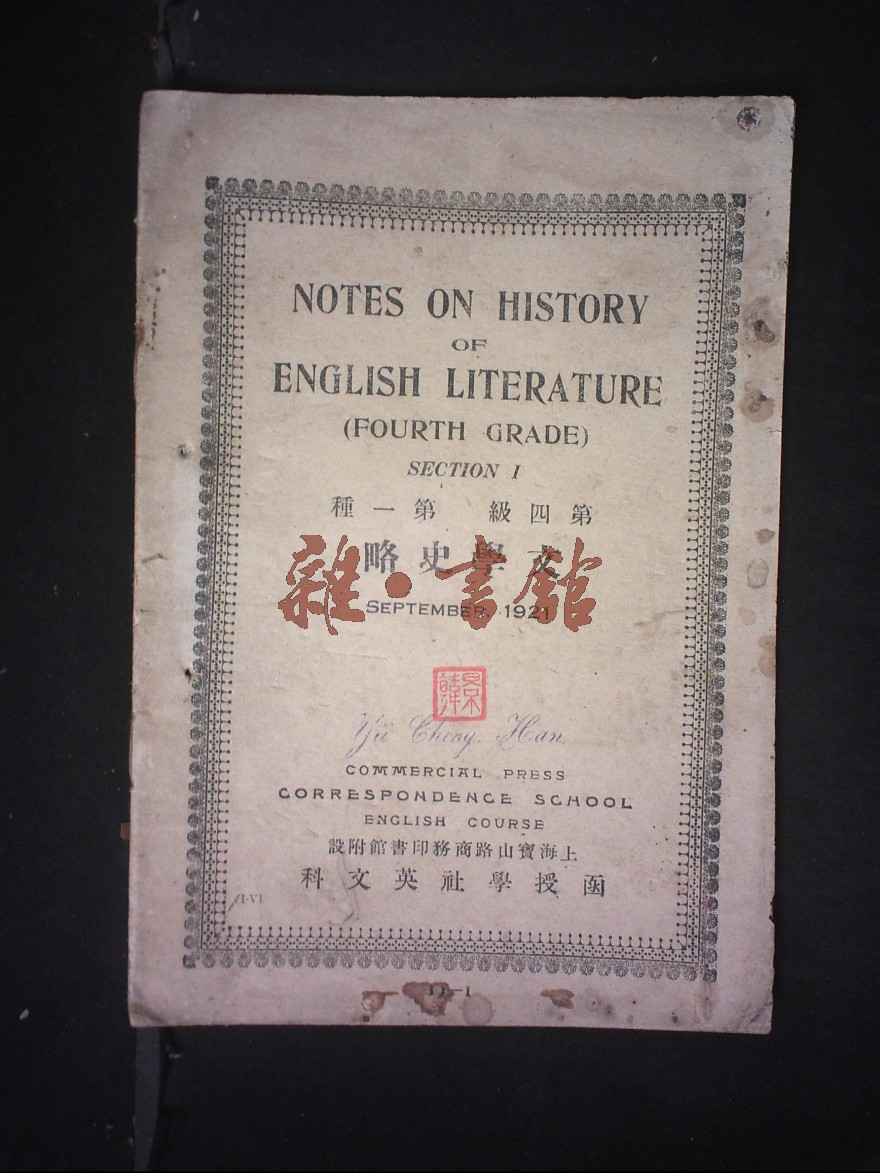 NOTES ON HISTORY
OF
ENGLISH LITERATURE
(FOURTH GRADE)
SECTION I
第四級 第一種
文學史略
雜·書館
SEPTEMBER, 1921
Yü Cheng Han
COMMERCIAL PRESS
CORRESPONDENCE SCHOOL
ENGLISH COURSE
上海寶山路商務印書館附設
函授學社英文科